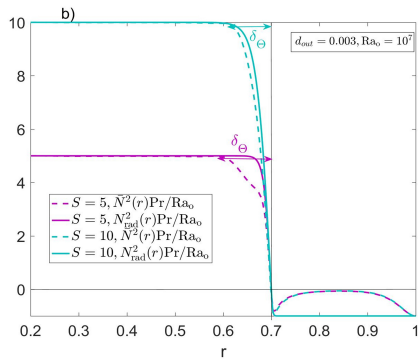 b)
10
8
6
4
2
0
0.2
0.3
0.4
0.5
0.6
0.7
0.8
0.9
1
r
d_out = 0.003, Ra_o = 10^7
δ_Θ
δ_Θ
S = 5, N̄²(r)Pr/Ra_o
S = 5, N²_rad(r)Pr/Ra_o
S = 10, N̄²(r)Pr/Ra_o
S = 10, N²_rad(r)Pr/Ra_o